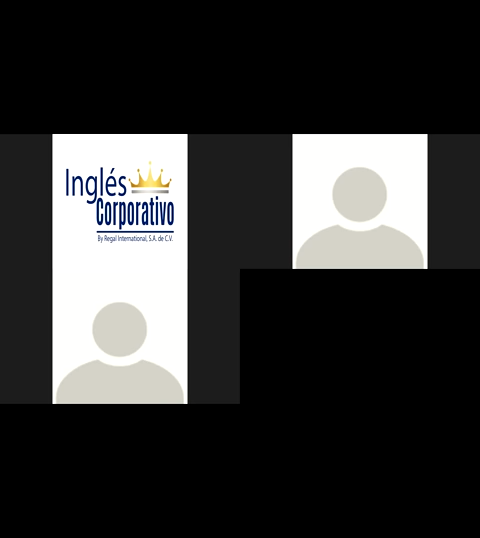 Inglés
Corporativo
By Regal International, S.A. de C.V.